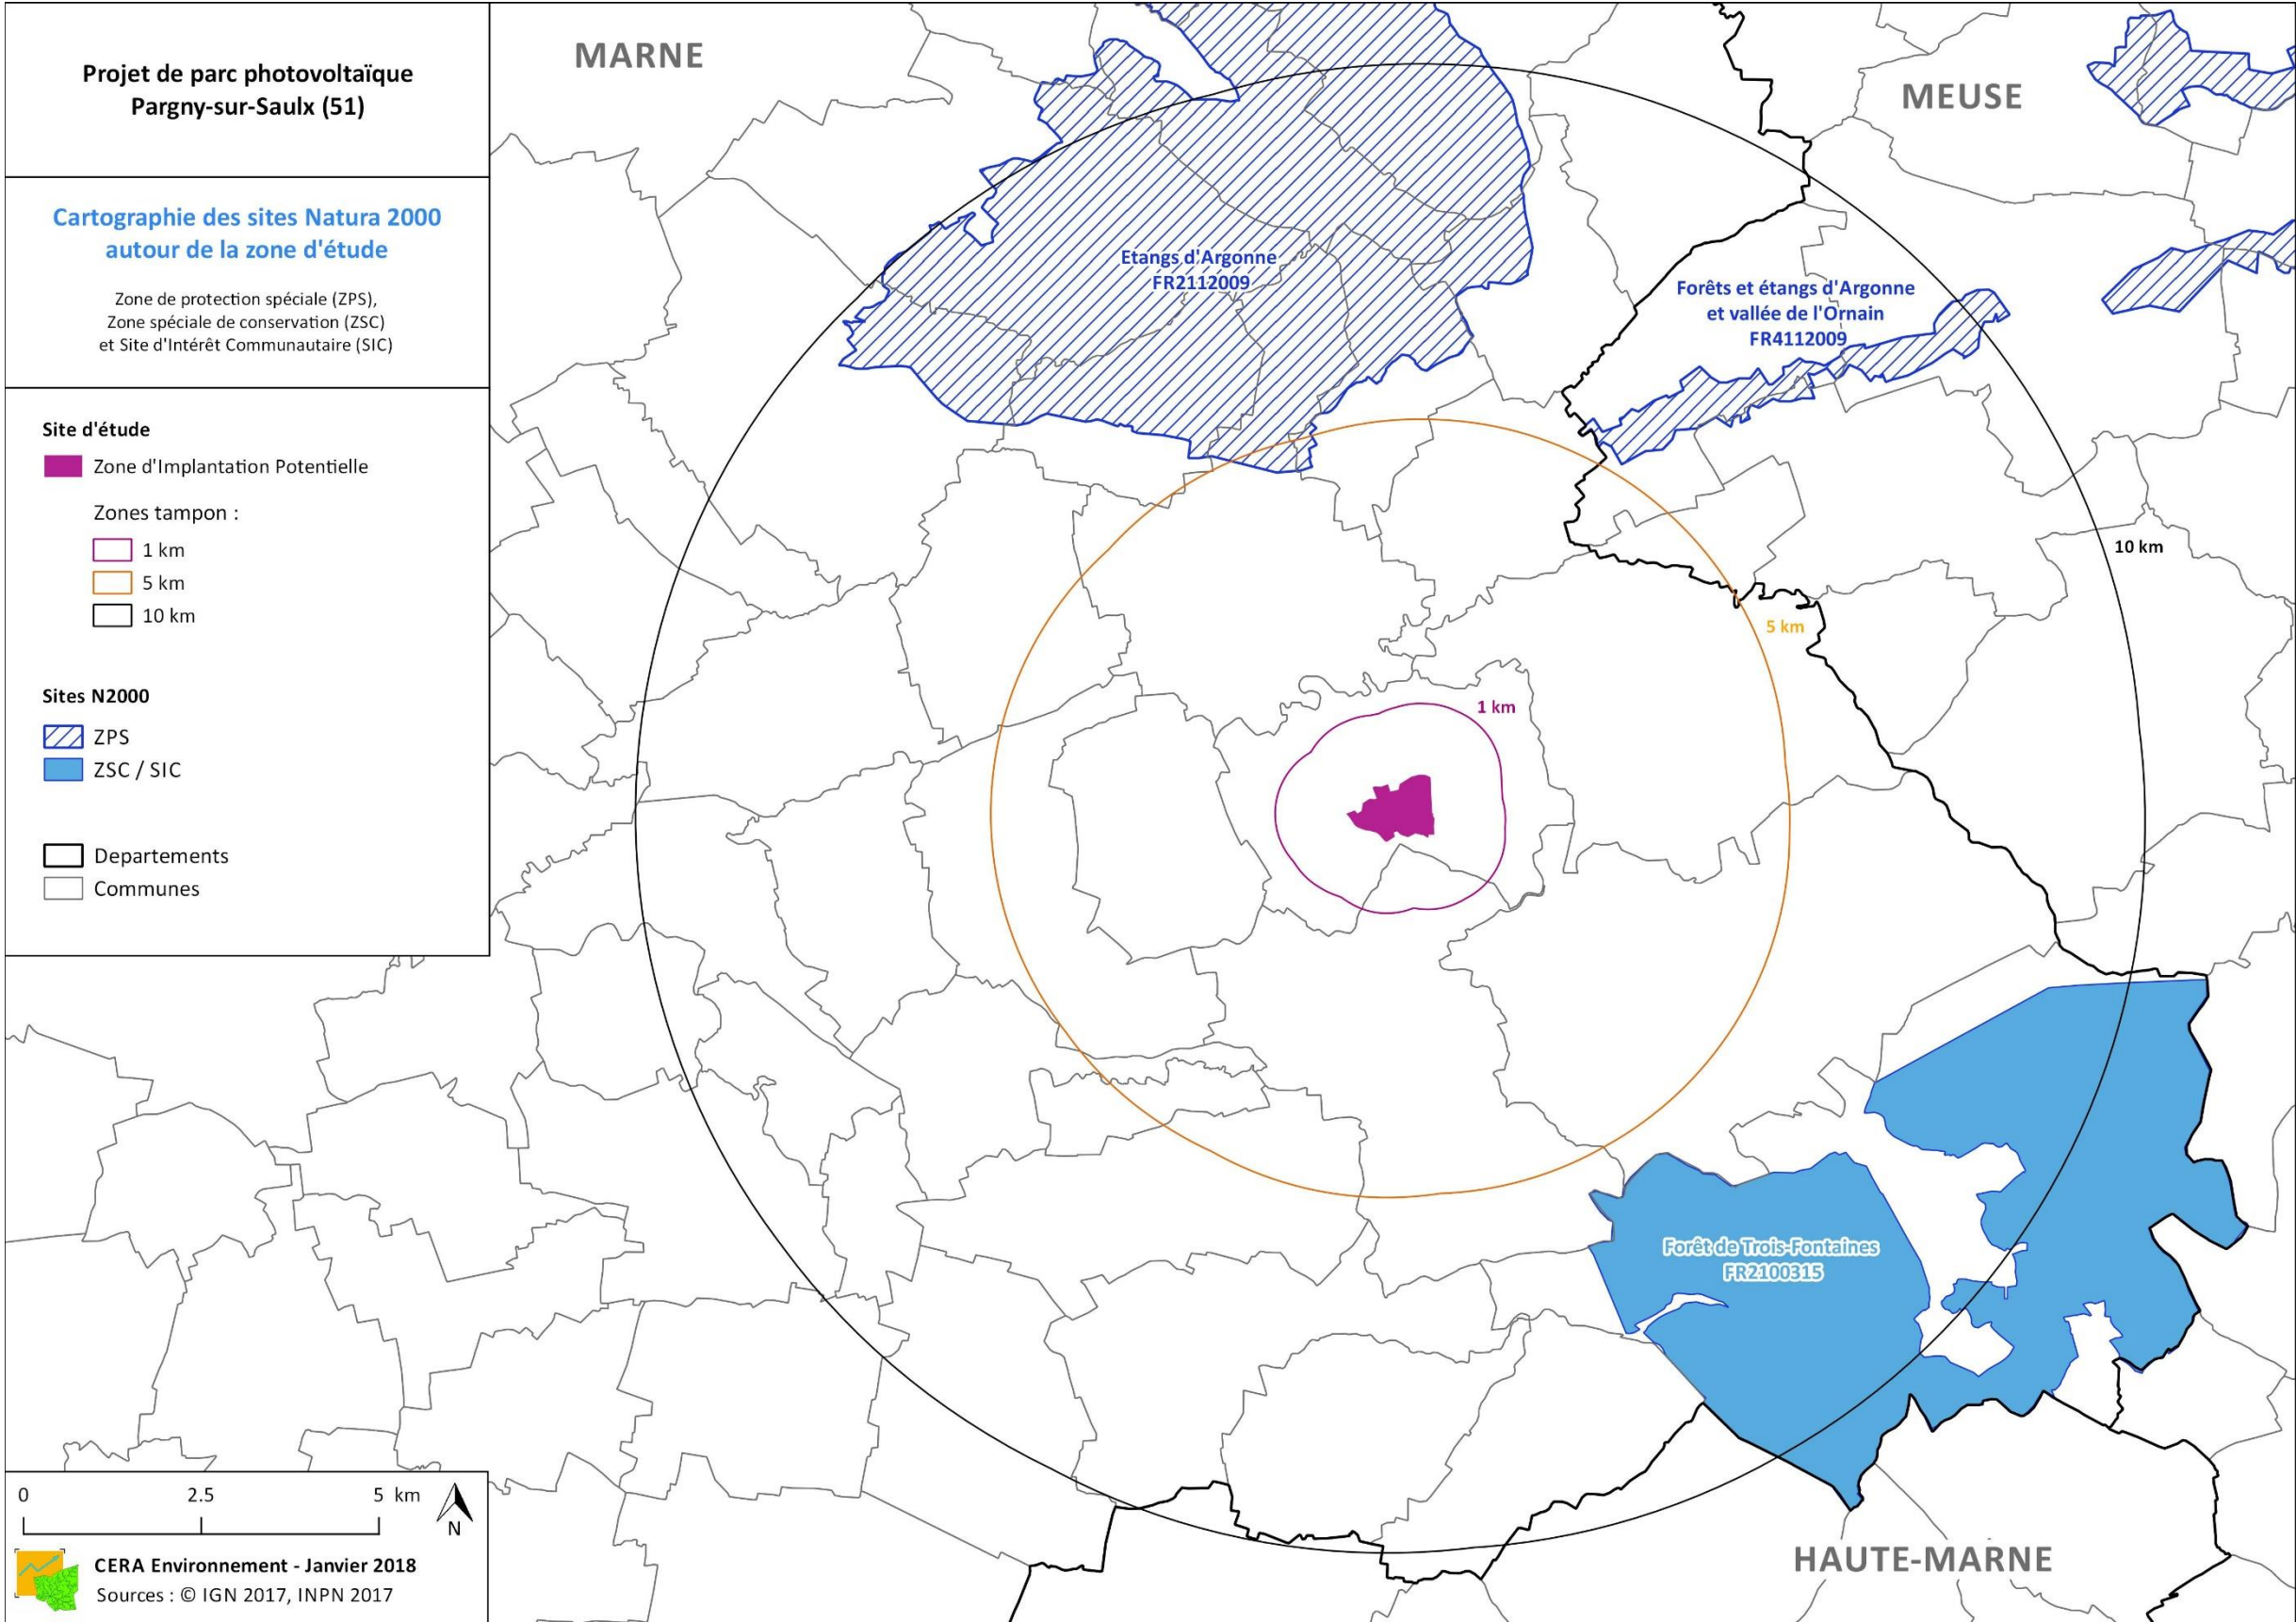 Projet de parc photovoltaïque
Pargny-sur-Saulx (51)
Cartographie des sites Natura 2000
autour de la zone d'étude
Zone de protection spéciale (ZPS),
Zone spéciale de conservation (ZSC)
et Site d'Intérêt Communautaire (SIC)
Site d'étude
Zone d'Implantation Potentielle
Zones tampon :
1 km
5 km
10 km
Sites N2000
ZPS
ZSC / SIC
Departements
Communes
0 2.5 5 km
N
CERA Environnement - Janvier 2018
Sources : © IGN 2017, INPN 2017
MARNE
MEUSE
Etangs d'Argonne
FR2112009
Forêts et étangs d'Argonne
et vallée de l'Ornain
FR4112009
10 km
5 km
1 km
Forêt de Trois-Fontaines
FR2100315
HAUTE-MARNE